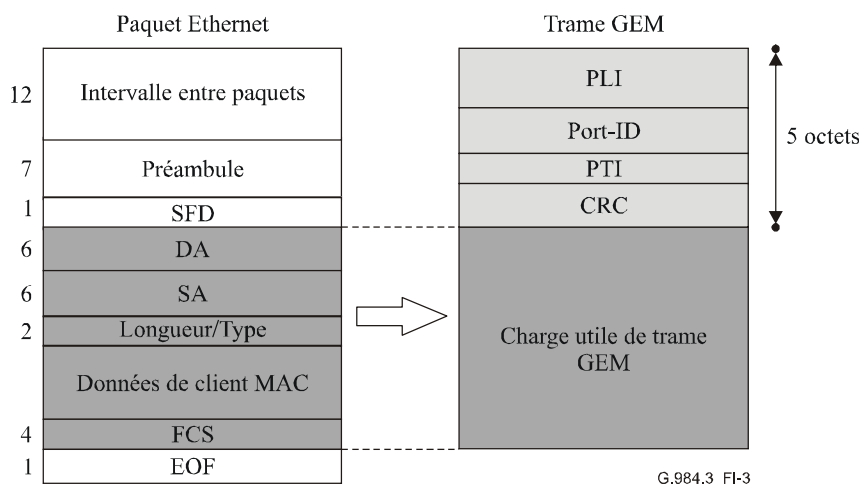 Paquet Ethernet
Trame GEM
12
Intervalle entre paquets
7
Préambule
1
SFD
6
DA
6
SA
2
Longueur/Type
Données de client MAC
4
FCS
1
EOF
PLI
Port-ID
PTI
CRC
5 octets
Charge utile de trame
GEM
G.984.3_FI-3